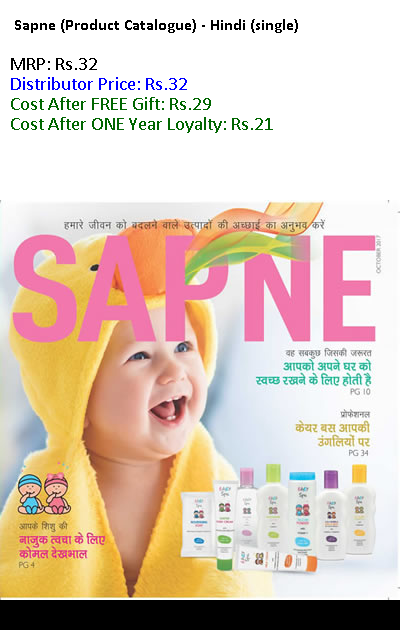 Sapne (Product Catalogue) - Hindi (single)
MRP: Rs.32
Distributor Price: Rs.32
Cost After FREE Gift: Rs.29
Cost After ONE Year Loyalty: Rs.21
हमारे जीवन को बदलने वाले उत्पादों की अच्छाई का अनुभव करें
SAPNE
OCTOBER 2017
वह सबकुछ जिसकी जरूरत
आपको अपने घर को
स्वच्छ रखने के लिए होती है
PG 10
प्रोफेशनल
केयर बस आपकी
उंगलियों पर
PG 34
आपके शिशु की
नाजुक त्वचा के लिए
कोमल देखभाल
PG 4